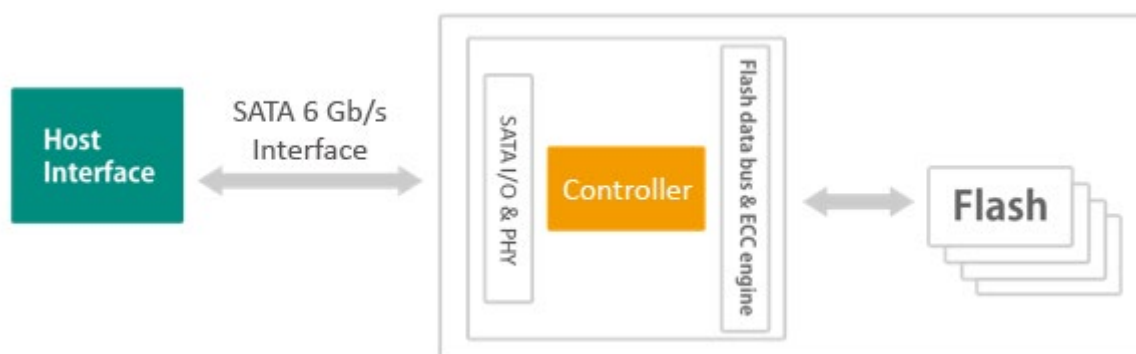 Host
Interface
SATA 6 Gb/s
Interface
SATA I/O & PHY
Controller
Flash data bus & ECC engine
Flash